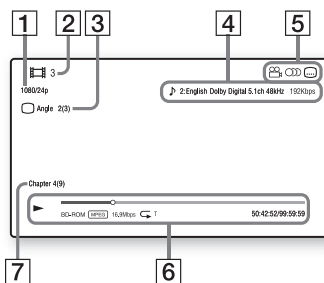 1 2 3 4 5
3
1080/24p
2:English Dolby Digital 5.1ch 48kHz 192Kbps
Angle 2(3)
Chapter 4(9)
BD-ROM MPEG 16.9Mbps T 50:42:52/99:59:59
7 6